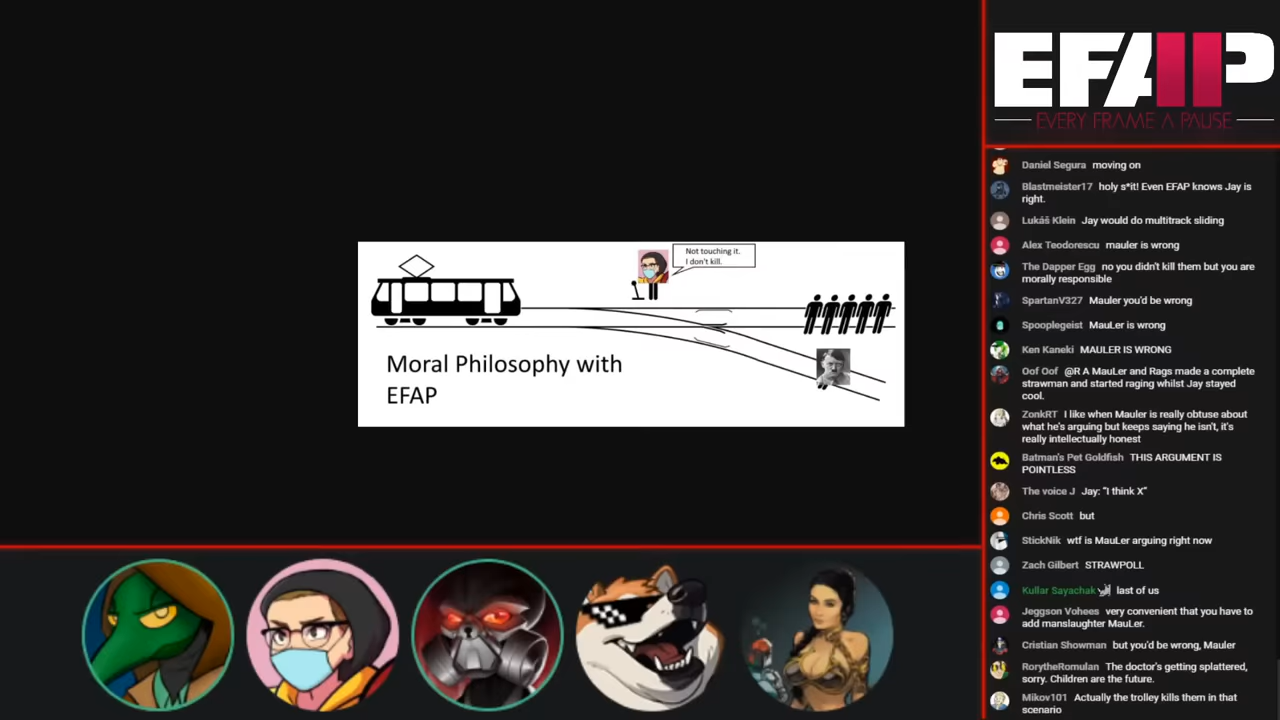 EFAP
EVERY FRAME A PAUSE
Not touching it.
I don't kill.
Moral Philosophy with
EFAP
Daniel Segura moving on
Blastmeister17 holy s*it! Even EFAP knows Jay is
right.
Lukáš Klein Jay would do multitrack sliding
Alex Teodorescu mauler is wrong
The Dapper Egg no you didn't kill them but you are
morally responsible
SpartanV327 Mauler you'd be wrong
Spooplegeist MauLer is wrong
Ken Kaneki MAULER IS WRONG
Oof Oof @R A MauLer and Rags made a complete
strawman and started raging whilst Jay stayed
cool.
ZonkRT I like when Mauler is really obtuse about
what he's arguing but keeps saying he isn't, it's
really intellectually honest
Batman's Pet Goldfish THIS ARGUMENT IS
POINTLESS
The voice J Jay: "I think X"
Chris Scott but
StickNik wtf is MauLer arguing right now
Zach Gilbert STRAWPOLL
Kullar Sayachak last of us
Jeggson Vohees very convenient that you have to
add manslaughter MauLer.
Cristian Showman but you'd be wrong, Mauler
RorytheRomulan The doctor's getting splattered,
sorry. Children are the future.
Mikov101 Actually the trolley kills them in that
scenario